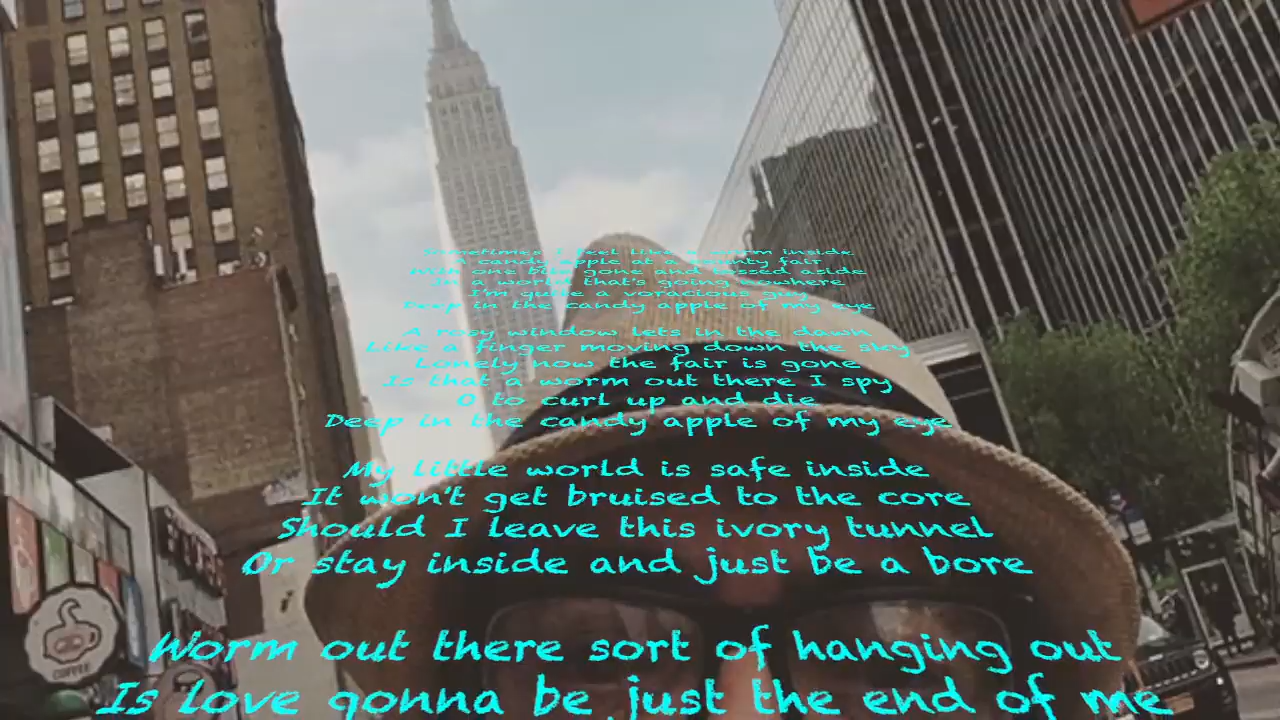 Sometimes I feel like a worm inside
A candy apple at a county fair
With one bite gone and tossed aside
In a world that's going nowhere
I'm quite a voracious guy
Deep in the candy apple of my eye
A rosy window lets in the dawn
Like a finger moving down the sky
Lonely now the fair is gone
Is that a worm out there I spy
O to curl up and die
Deep in the candy apple of my eye
My little world is safe inside
It won't get bruised to the core
Should I leave this ivory tunnel
Or stay inside and just be a bore
Worm out there sort of hanging out
Is love gonna be just the end of me
COFFEE